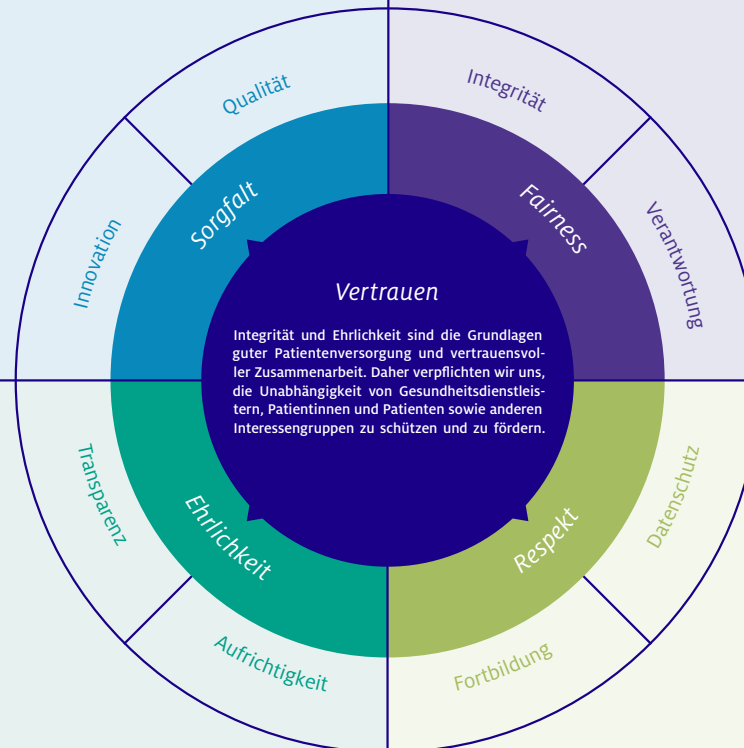 Qualität
Integrität
Sorgfalt
Fairness
Innovation
Verantwortung
Vertrauen
Integrität und Ehrlichkeit sind die Grundlagen
guter Patientenversorgung und vertrauensvol-
ler Zusammenarbeit. Daher verpflichten wir uns,
die Unabhängigkeit von Gesundheitsdienstleis-
tern, Patientinnen und Patienten sowie anderen
Interessengruppen zu schützen und zu fördern.
Transparenz
Datenschutz
Ehrlichkeit
Respekt
Aufrichtigkeit
Fortbildung